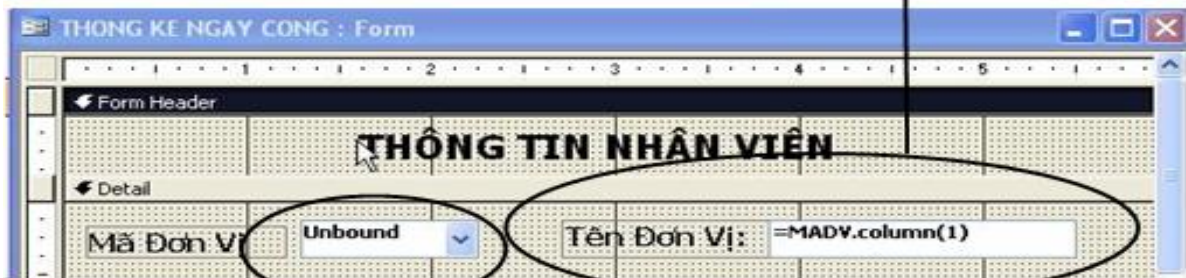 THONG KE NGAY CONG : Form
1 2 3 4 5
Form Header
THÔNG TIN NHÂN VIÊN
Detail
Mã Đơn Vị Unbound Tên Đơn Vị: =MADV.column(1)